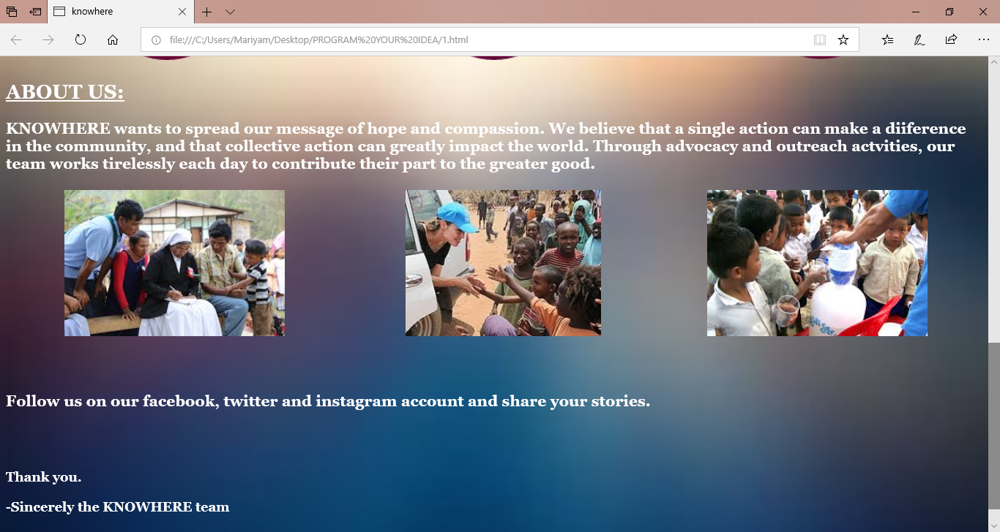 knowhere
file:///C:/Users/Mariyam/Desktop/PROGRAM%20YOUR%20IDEA/1.html
ABOUT US:
KNOWHERE wants to spread our message of hope and compassion. We believe that a single action can make a diiference
in the community, and that collective action can greatly impact the world. Through advocacy and outreach actvities, our
team works tirelessly each day to contribute their part to the greater good.
Follow us on our facebook, twitter and instagram account and share your stories.
Thank you.
-Sincerely the KNOWHERE team